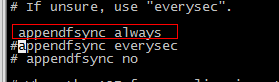 # If unsure, use "everysec".
appendfsync always
#appendfsync everysec
# appendfsync no